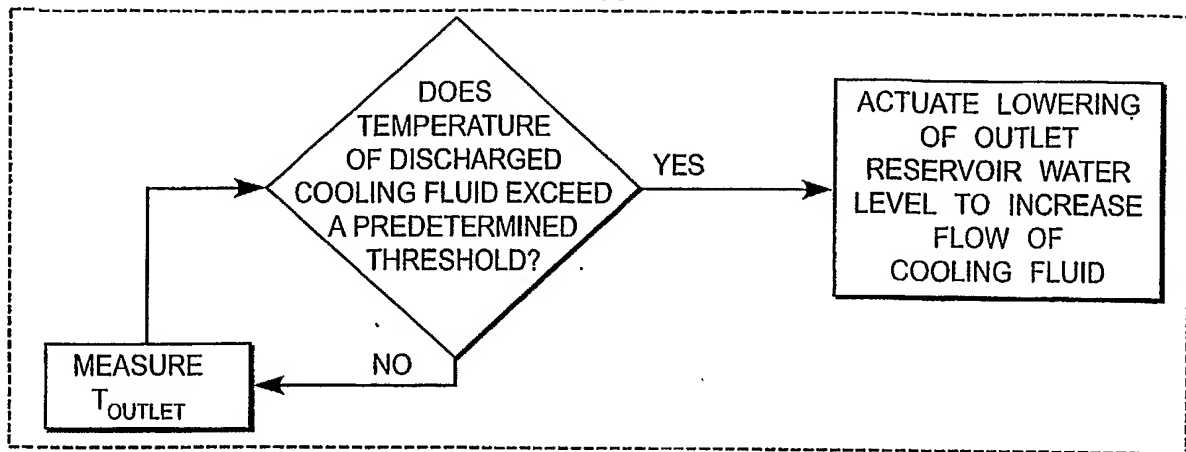 DOES
TEMPERATURE
OF DISCHARGED
COOLING FLUID EXCEED
A PREDETERMINED
THRESHOLD?
YES
ACTUATE LOWERING
OF OUTLET
RESERVOIR WATER
LEVEL TO INCREASE
FLOW OF
COOLING FLUID
NO
MEASURE
TOUTLET